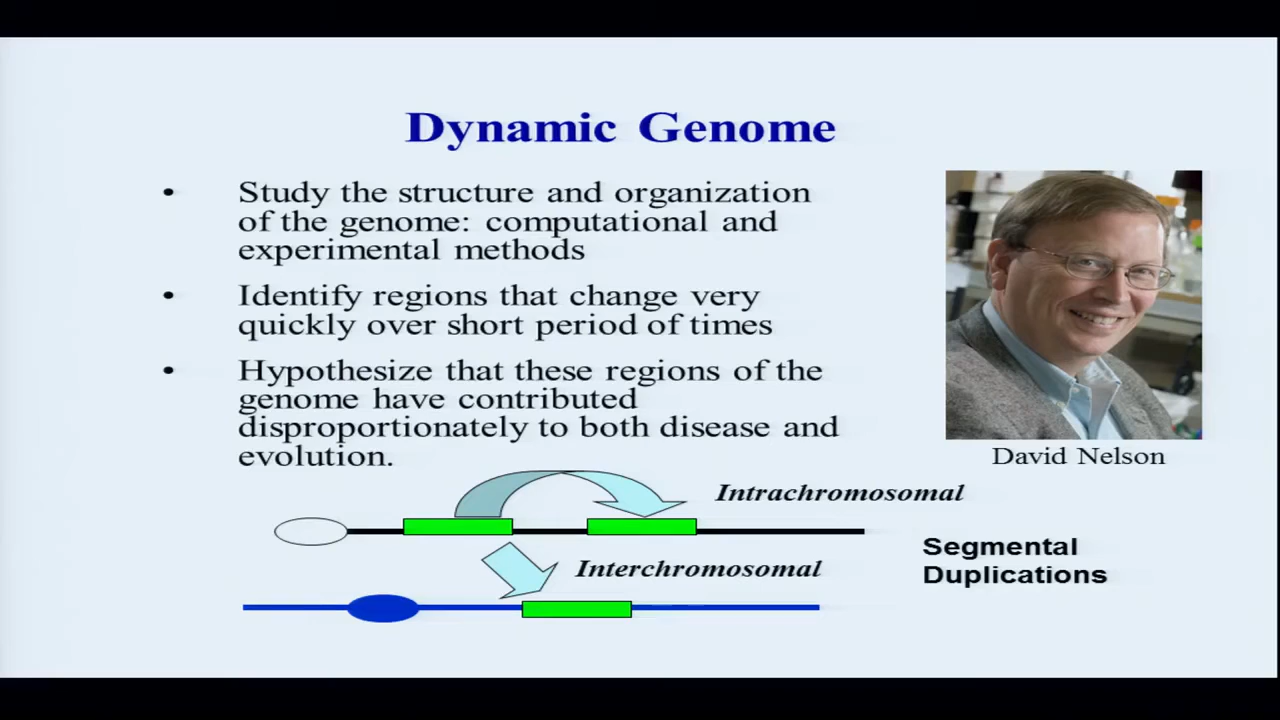 Dynamic Genome
• Study the structure and organization
of the genome: computational and
experimental methods
• Identify regions that change very
quickly over short period of times
• Hypothesize that these regions of the
genome have contributed
disproportionately to both disease and
evolution.
David Nelson
Intrachromosomal
Interchromosomal
Segmental
Duplications